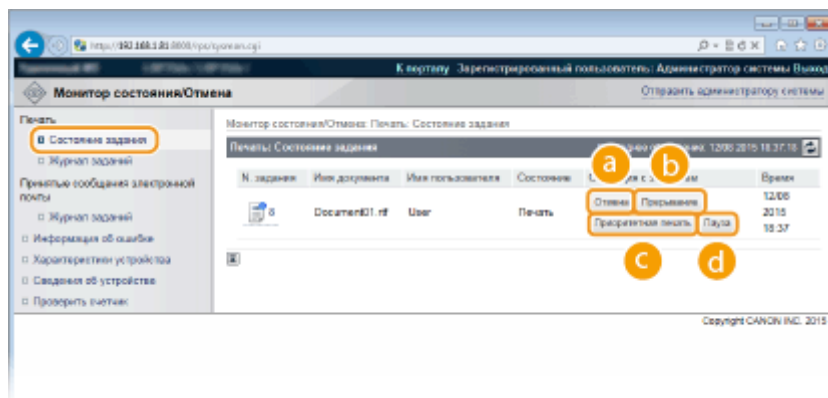 http://192.168.1.81:8000/rps/
К порталу Зарегистрированный пользователь: Администратор системы Выход
Монитор состояния/Отмена
Отправить администратору системы
Печать
Состояние задания
Журнал заданий
Принятые сообщения электронной почты
Журнал заданий
Информация об ошибке
Характеристики устройства
Сведения об устройстве
Проверить счетчик
Монитор состояния/Отмена: Печать: Состояние задания
Печать: Состояние задания
12/08 2015 18:37:18
N. задания Имя документа Имя пользователя Состояние Время
8 Document01.rtf User Печать
Отмена Прерывание
Приоритетная печать Пауза
12/08
2015
18:37
a
b
c
d
Copyright CANON INC. 2015